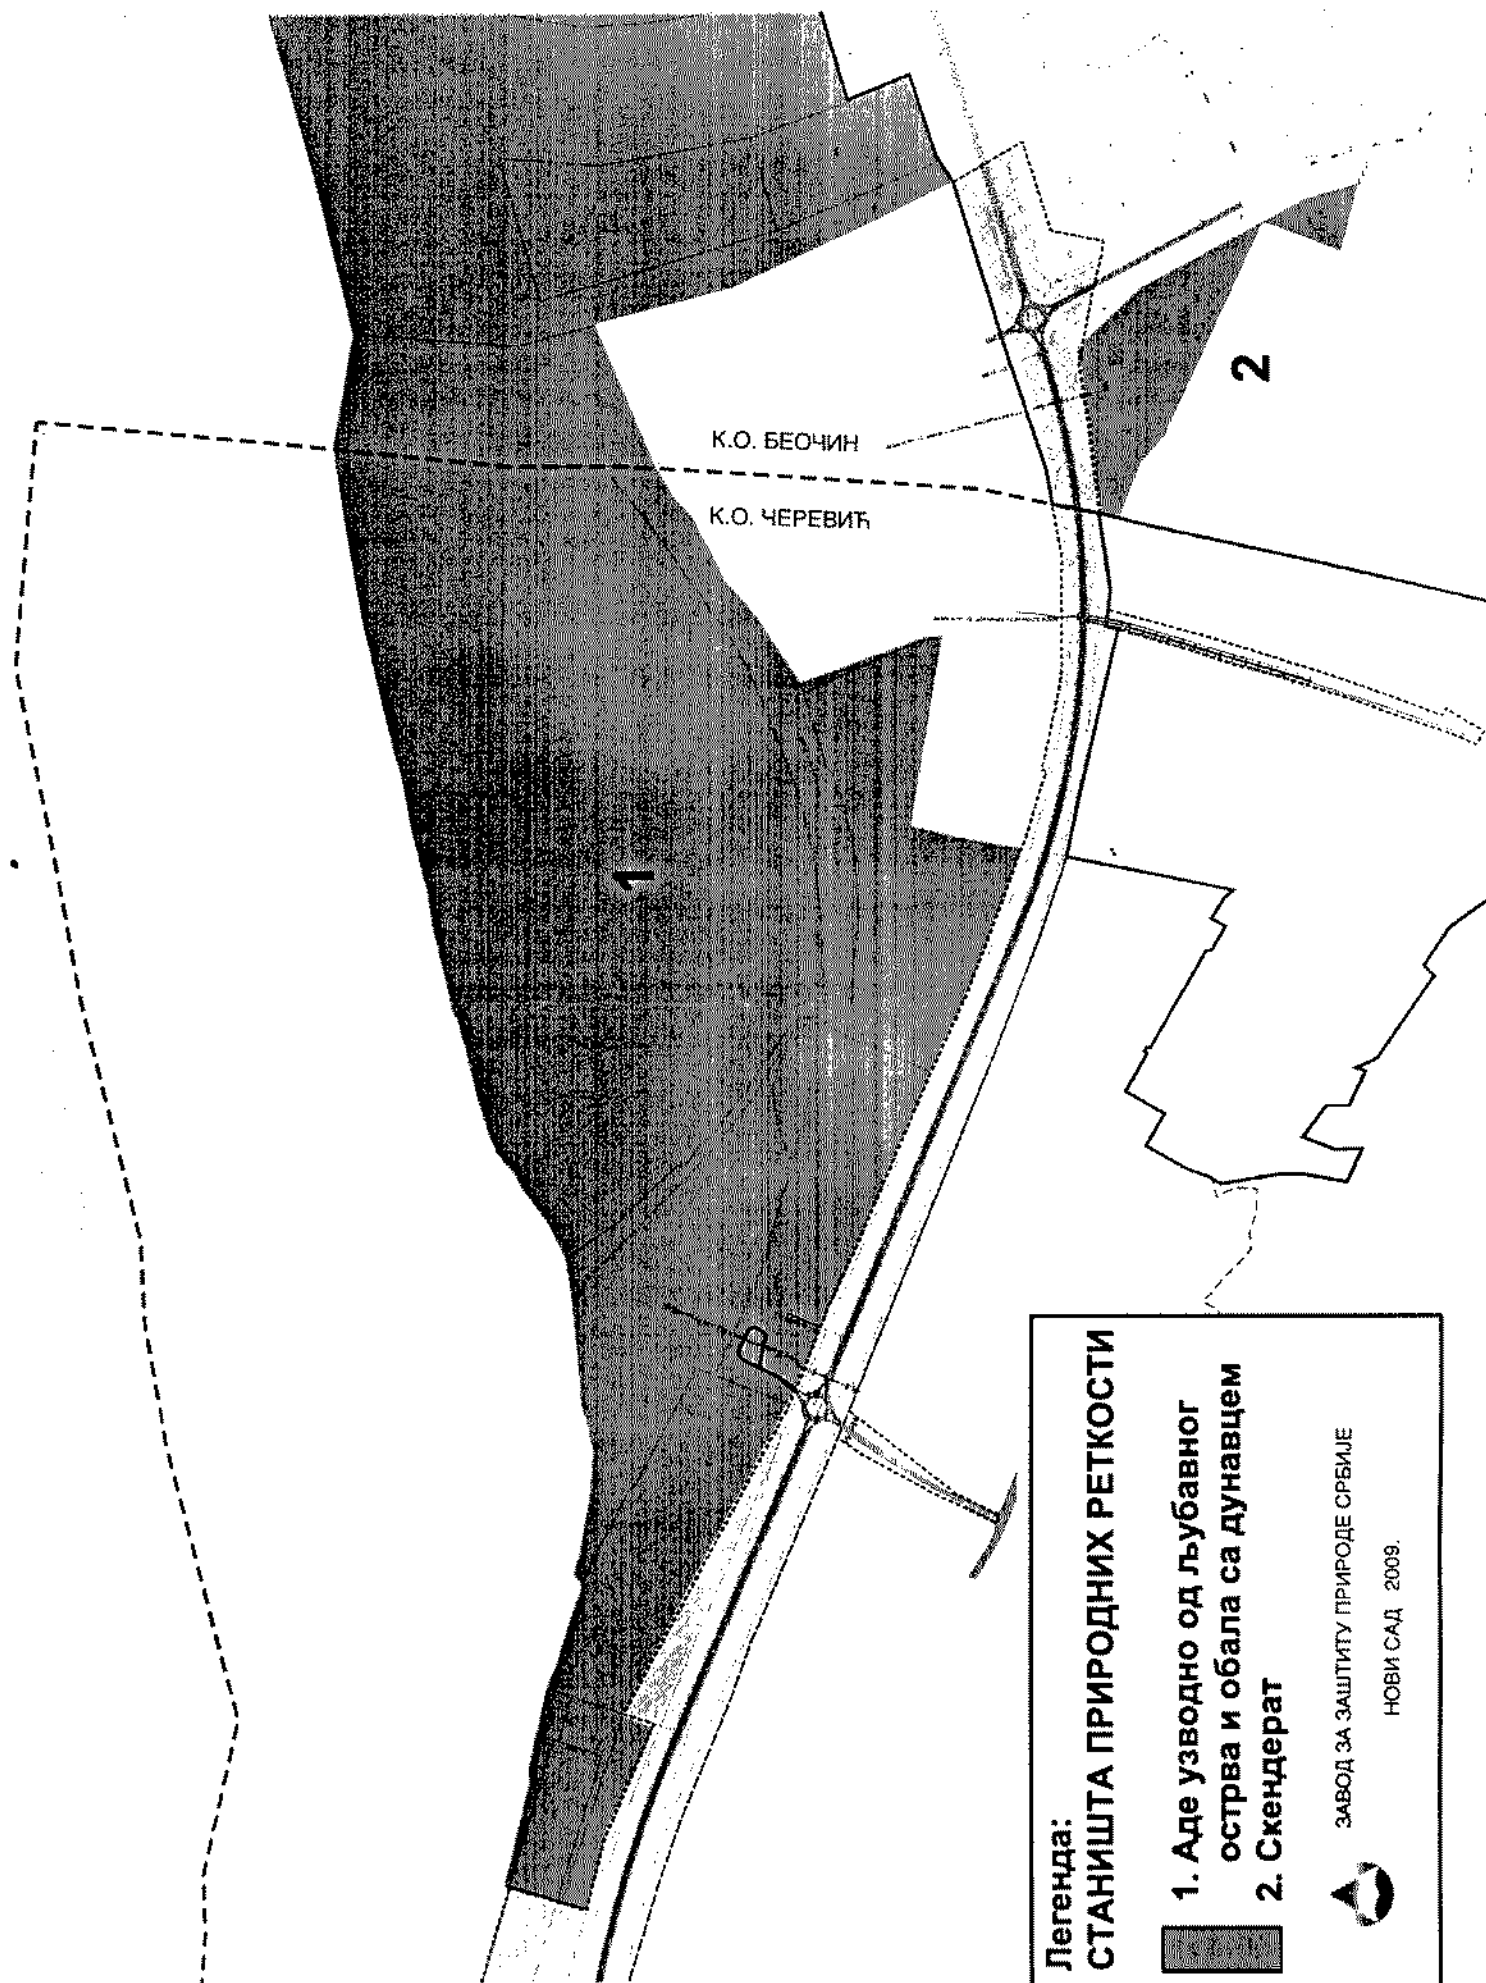 К.О. БЕОЧИН
К.О. ЧЕРЕВИЋ
1
2
Легенда:
СТАНИШТА ПРИРОДНИХ РЕТКОСТИ
1. Аде узводно од љубавног
острва и обала са дунавцем
2. Скендерат
ЗАВОД ЗА ЗАШТИТУ ПРИРОДЕ СРБИЈЕ
НОВИ САД 2009.